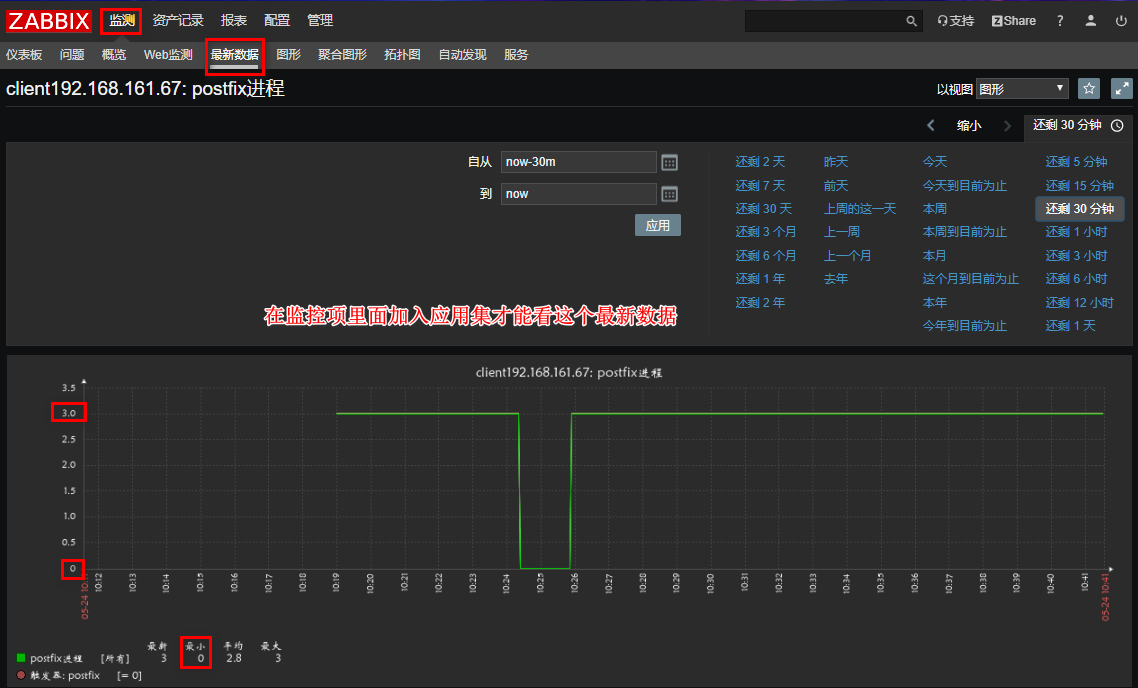 ZABBIX 监测 资产记录 报表 配置 管理 支持 Z Share ?
仪表板 问题 概览 Web监测 最新数据 图形 聚合图形 拓扑图 自动发现 服务
client192.168.161.67: postfix进程 以视图 图形
缩小 还剩 30 分钟
自从 now-30m 还剩 2 天 昨天 今天 还剩 5 分钟
还剩 7 天 前天 今天到目前为止 还剩 15 分钟
到 now 还剩 30 天 上周的这一天 本周 还剩 30 分钟
应用 还剩 3 个月 上一周 本周到目前为止 还剩 1 小时
还剩 6 个月 上一个月 本月 还剩 3 小时
还剩 1 年 去年 这个月到目前为止 还剩 6 小时
还剩 2 年 本年 还剩 12 小时
今年到目前为止 还剩 1 天
在监控项里面加入应用集才能看这个最新数据
client192.168.161.67: postfix进程
3.5
3.0
2.5
2.0
1.5
1.0
0.5
0
05-24 10:11 10:12 10:13 10:14 10:15 10:16 10:17 10:18 10:19 10:20 10:21 10:22 10:23 10:24 10:25 10:26 10:27 10:28 10:29 10:30 10:31 10:32 10:33 10:34 10:35 10:36 10:37 10:38 10:39 10:40 10:41 05-24 10:41
最新 最小 平均 最大
postfix进程 [所有] 3 0 2.8 3
触发器: postfix [= 0]